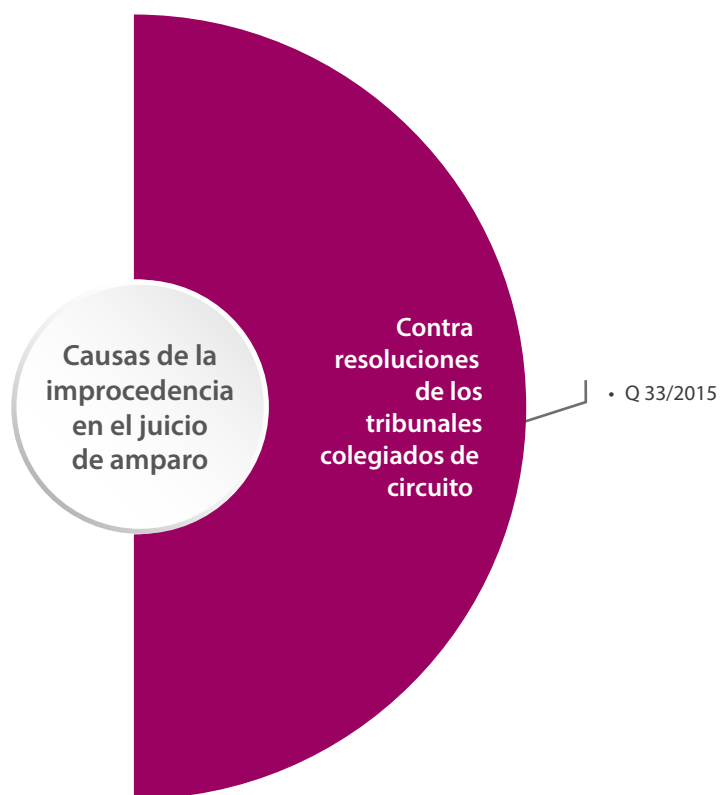 Causas de la
improcedencia
en el juicio
de amparo
Contra
resoluciones
de los
tribunales
colegiados de
circuito
• Q 33/2015